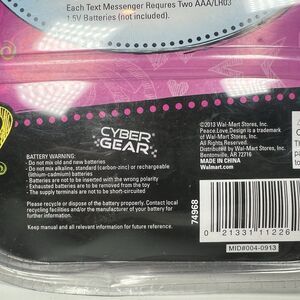 Each Text Messenger Requires Two AAA/LR03
1.5V Batteries (not included).
CYBER
GEAR
BATTERY WARNING:
- Do not mix old and new batteries
- Do not mix alkaline, standard (carbon-zinc) or rechargeable
(lithium-cadmium) batteries
- Batteries are not to be inserted with the wrong polarity
- Exhausted batteries are to be removed from the toy
- The supply terminals are not to be short-circuited
Please recycle or dispose of the battery properly. Contact local
recycling facilities and/or the manufacturer of your battery for
further information.
Keep manual and all relevant information for future reference.
©2013 Wal-Mart Stores, Inc.
Peace.Love.Design is a trademark
of Wal-Mart Stores, Inc.
Distributed by Wal-Mart Stores, Inc.
Bentonville, AR 72716
MADE IN CHINA
Walmart.com
74968
0 21331 11226
MID#004-0913